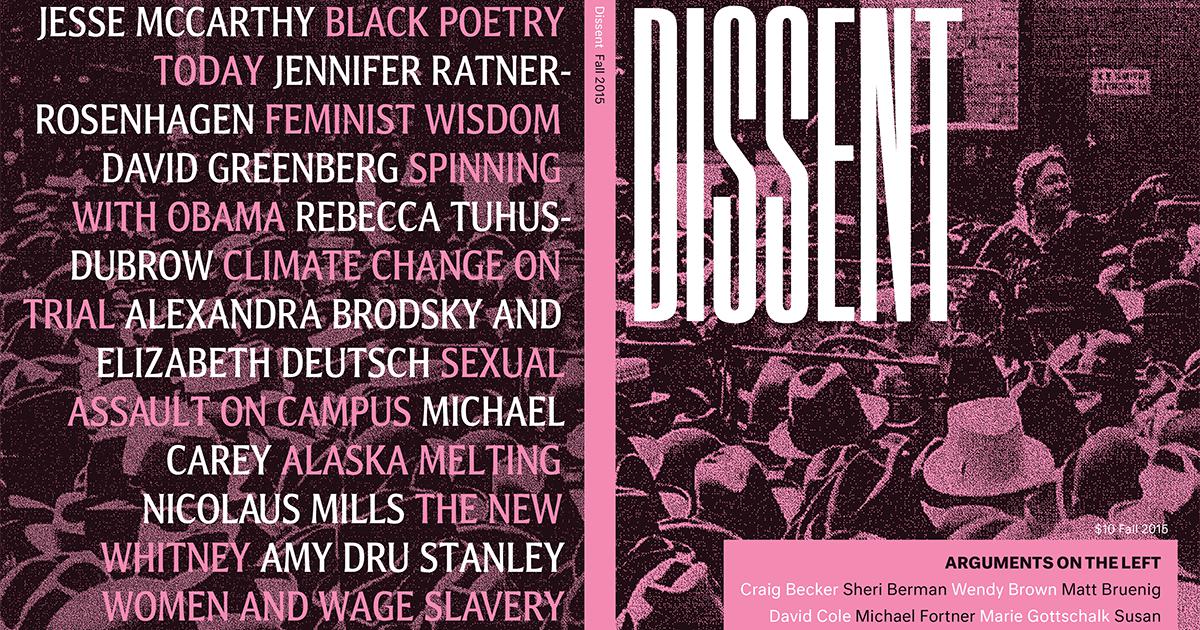 JESSE MCCARTHY BLACK POETRY
TODAY JENNIFER RATNER-
ROSENHAGEN FEMINIST WISDOM
DAVID GREENBERG SPINNING
WITH OBAMA REBECCA TUHUS-
DUBROW CLIMATE CHANGE ON
TRIAL ALEXANDRA BRODSKY AND
ELIZABETH DEUTSCH SEXUAL
ASSAULT ON CAMPUS MICHAEL
CAREY ALASKA MELTING
NICOLAUS MILLS THE NEW
WHITNEY AMY DRU STANLEY
WOMEN AND WAGE SLAVERY
Dissent Fall 2015
DISSENT
$10 Fall 2015
ARGUMENTS ON THE LEFT
Craig Becker Sheri Berman Wendy Brown Matt Bruenig
David Cole Michael Fortner Marie Gottschalk Susan